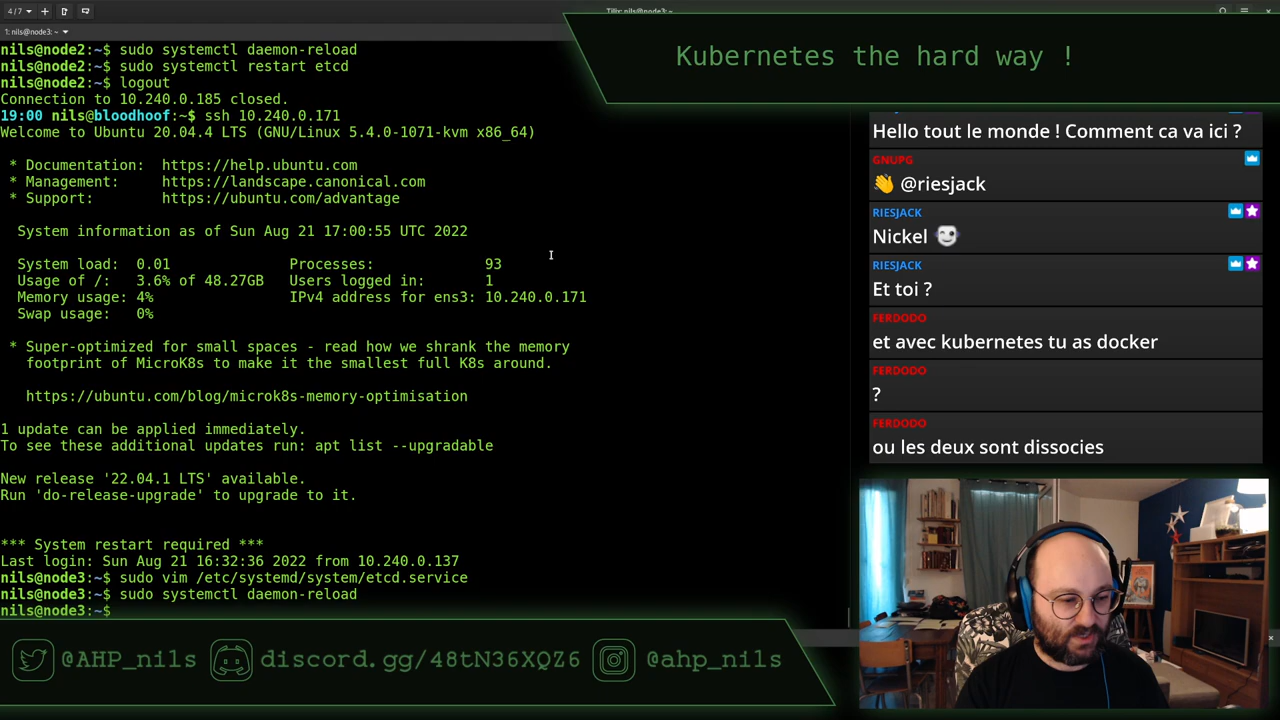 4/7
Tilix: nils@node3: ~
1: nils@node3: ~
nils@node2:~$ sudo systemctl daemon-reload
nils@node2:~$ sudo systemctl restart etcd
nils@node2:~$ logout
Connection to 10.240.0.185 closed.
19:00 nils@bloodhoof:~$ ssh 10.240.0.171
Welcome to Ubuntu 20.04.4 LTS (GNU/Linux 5.4.0-1071-kvm x86_64)
* Documentation:  https://help.ubuntu.com
* Management:     https://landscape.canonical.com
* Support:        https://ubuntu.com/advantage
System information as of Sun Aug 21 17:00:55 UTC 2022
System load:  0.01               Processes:             93
Usage of /:   3.6% of 48.27GB   Users logged in:       1
Memory usage: 4%                IPv4 address for ens3: 10.240.0.171
Swap usage:   0%
* Super-optimized for small spaces - read how we shrank the memory
footprint of MicroK8s to make it the smallest full K8s around.
https://ubuntu.com/blog/microk8s-memory-optimisation
1 update can be applied immediately.
To see these additional updates run: apt list --upgradable
New release '22.04.1 LTS' available.
Run 'do-release-upgrade' to upgrade to it.
*** System restart required ***
Last login: Sun Aug 21 16:32:36 2022 from 10.240.0.137
nils@node3:~$ sudo vim /etc/systemd/system/etcd.service
nils@node3:~$ sudo systemctl daemon-reload
nils@node3:~$
Kubernetes the hard way !
Hello tout le monde ! Comment ca va ici ?
GNUPG
👋 @riesjack
RIESJACK
Nickel
RIESJACK
Et toi ?
FERDODO
et avec kubernetes tu as docker
FERDODO
?
FERDODO
ou les deux sont dissocies
@AHP_nils
discord.gg/48tN36XQZ6
@ahp_nils